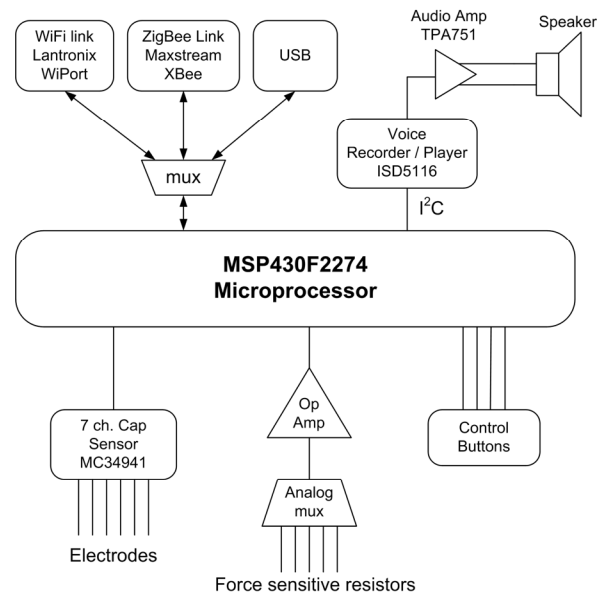 WiFi link
Lantronix
WiPort
ZigBee Link
Maxstream
XBee
USB
Audio Amp
TPA751
Speaker
mux
Voice
Recorder / Player
ISD5116
I²C
MSP430F2274
Microprocessor
7 ch. Cap
Sensor
MC34941
Op
Amp
Control
Buttons
Analog
mux
Electrodes
Force sensitive resistors